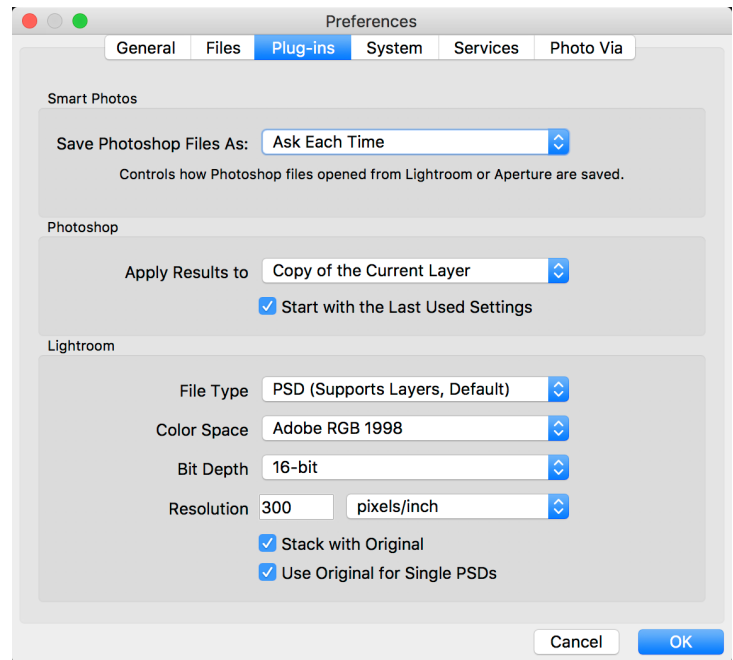 Preferences
General Files Plug-ins System Services Photo Via
Smart Photos
Save Photoshop Files As: Ask Each Time
Controls how Photoshop files opened from Lightroom or Aperture are saved.
Photoshop
Apply Results to Copy of the Current Layer
Start with the Last Used Settings
Lightroom
File Type PSD (Supports Layers, Default)
Color Space Adobe RGB 1998
Bit Depth 16-bit
Resolution 300 pixels/inch
Stack with Original
Use Original for Single PSDs
Cancel OK